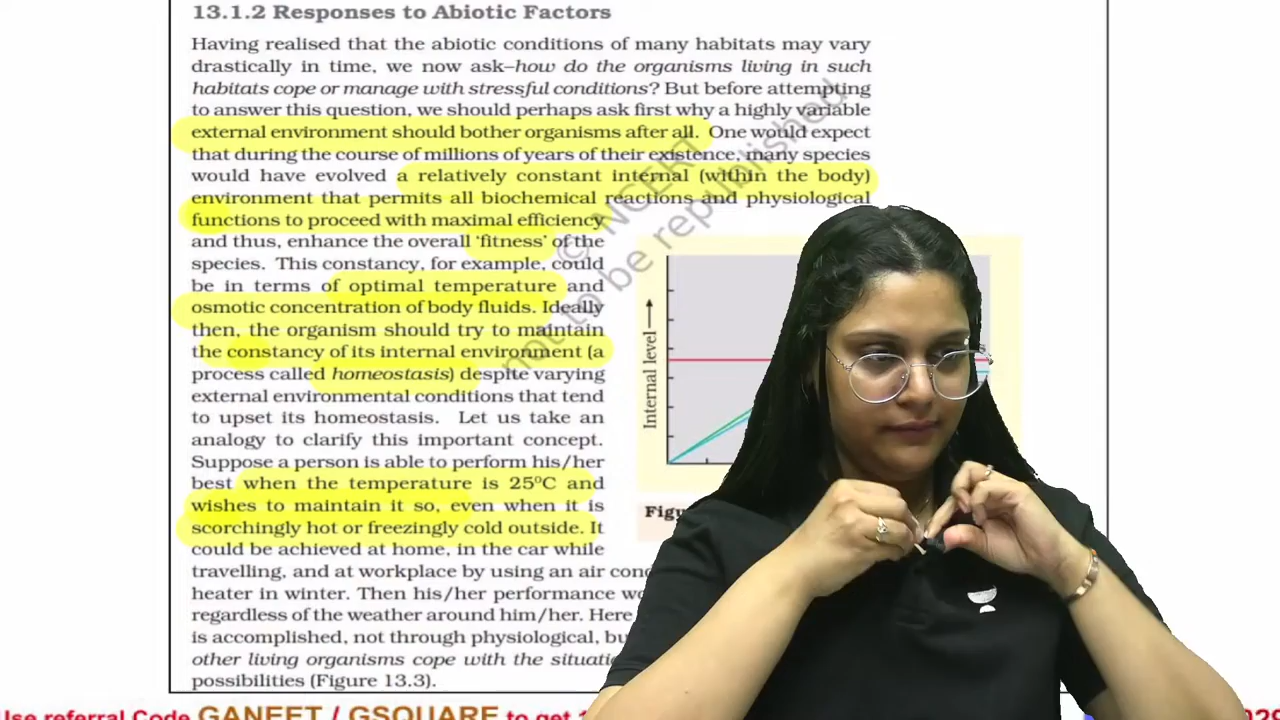 13.1.2 Responses to Abiotic Factors
Having realised that the abiotic conditions of many habitats may vary
drastically in time, we now ask–how do the organisms living in such
habitats cope or manage with stressful conditions? But before attempting
to answer this question, we should perhaps ask first why a highly variable
external environment should bother organisms after all. One would expect
that during the course of millions of years of their existence, many species
would have evolved a relatively constant internal (within the body)
environment that permits all biochemical reactions and physiological
functions to proceed with maximal efficiency
and thus, enhance the overall ‘fitness’ of the
species. This constancy, for example, could
be in terms of optimal temperature and
osmotic concentration of body fluids. Ideally
then, the organism should try to maintain
the constancy of its internal environment (a
process called homeostasis) despite varying
external environmental conditions that tend
to upset its homeostasis. Let us take an
analogy to clarify this important concept.
Suppose a person is able to perform his/her
best when the temperature is 25°C and
wishes to maintain it so, even when it is
scorchingly hot or freezingly cold outside. It
could be achieved at home, in the car while
travelling, and at workplace by using an air
heater in winter. Then his/her performance
regardless of the weather around him/her. Here
is accomplished, not through physiological,
other living organisms cope with the
possibilities (Figure 13.3).
Internal level
© NCERT
not to be republished
Use referral Code GANEET / GSQUARE to get